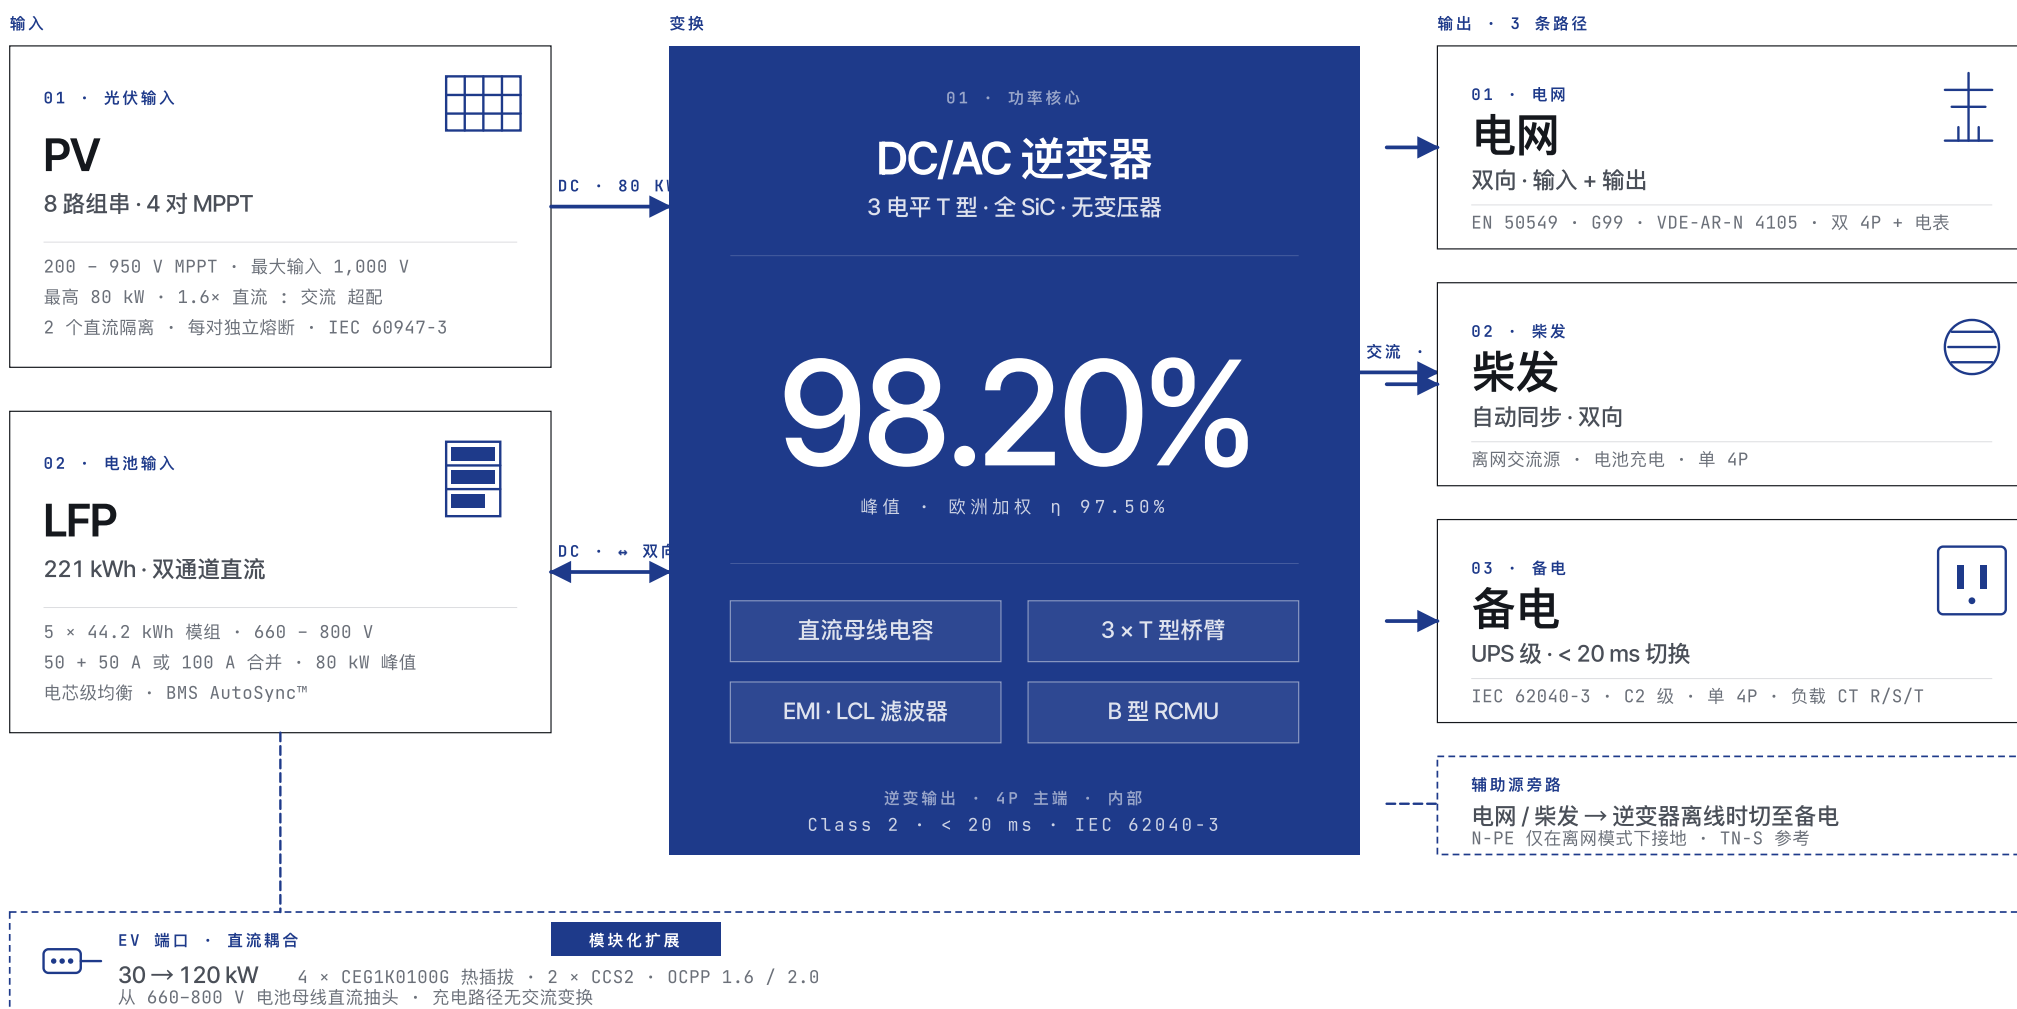 输入
01 · 光伏输入
PV
8 路组串 · 4 对 MPPT
200 – 950 V MPPT · 最大输入 1,000 V
最高 80 kW · 1.6× 直流 : 交流 超配
2 个直流隔离 · 每对独立熔断 · IEC 60947-3
02 · 电池输入
LFP
221 kWh · 双通道直流
5 × 44.2 kWh 模组 · 660 – 800 V
50 + 50 A 或 100 A 合并 · 80 kW 峰值
电芯级均衡 · BMS AutoSync™
DC · 80 K
DC · ↔ 双向
变换
01 · 功率核心
DC/AC 逆变器
3 电平 T 型 · 全 SiC · 无变压器
98.20%
峰值 · 欧洲加权 η 97.50%
直流母线电容
3 × T 型桥臂
EMI · LCL 滤波器
B 型 RCMU
逆变输出 · 4P 主端 · 内部
Class 2 · < 20 ms · IEC 62040-3
交流 ·
输出 · 3 条路径
01 · 电网
电网
双向 · 输入 + 输出
EN 50549 · G99 · VDE-AR-N 4105 · 双 4P + 电表
02 · 柴发
柴发
自动同步 · 双向
离网交流源 · 电池充电 · 单 4P
03 · 备电
备电
UPS 级 · < 20 ms 切换
IEC 62040-3 · C2 级 · 单 4P · 负载 CT R/S/T
辅助源旁路
电网 / 柴发 → 逆变器离线时切至备电
N-PE 仅在离网模式下接地 · TN-S 参考
EV 端口 · 直流耦合
模块化扩展
30 → 120 kW 4 × CEG1K0100G 热插拔 · 2 × CCS2 · OCPP 1.6 / 2.0
从 660–800 V 电池母线直流抽头 · 充电路径无交流变换